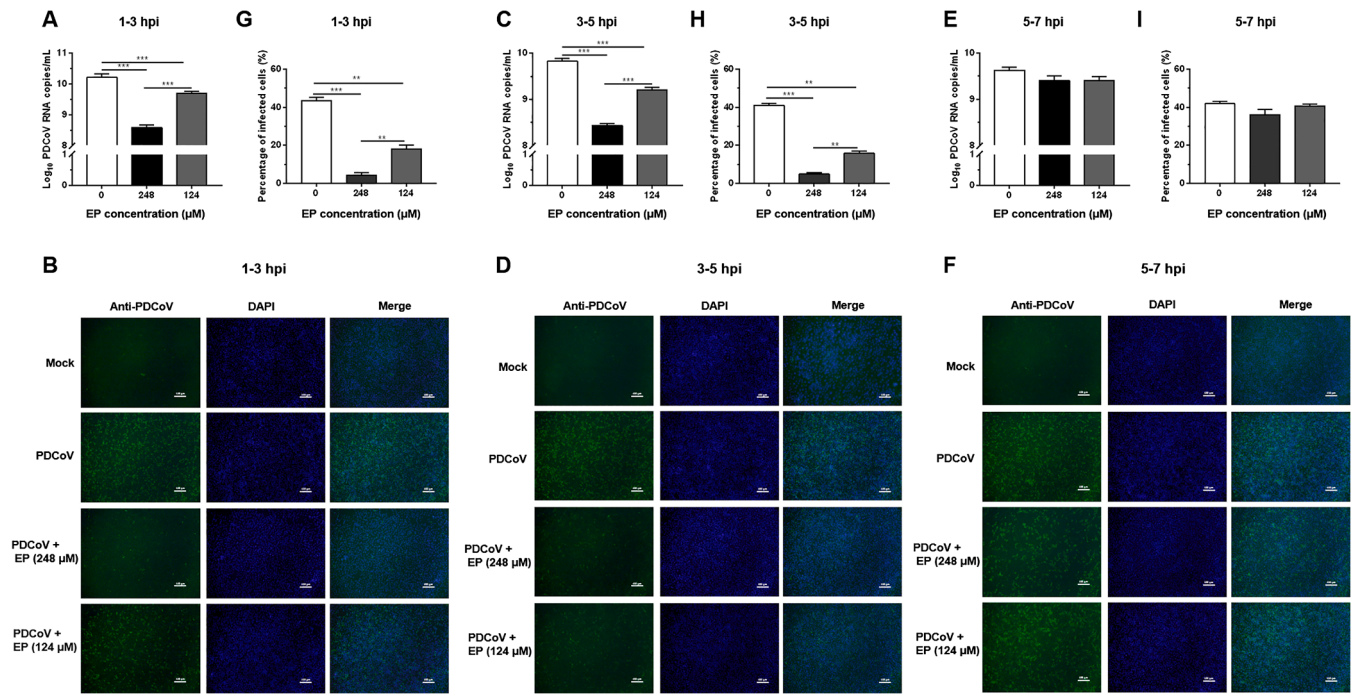 A 1-3 hpi
Log10 PDCoV RNA copies/mL
11
10
9
8
1
0
***
***
***
0 248 124
EP concentration (µM)
G 1-3 hpi
Percentage of infected cells (%)
60
40
20
0
**
***
**
0 248 124
EP concentration (µM)
C 3-5 hpi
Log10 PDCoV RNA copies/mL
10
9
8
1
0
***
***
***
0 248 124
EP concentration (µM)
H 3-5 hpi
Percentage of infected cells (%)
60
40
20
0
**
***
**
0 248 124
EP concentration (µM)
E 5-7 hpi
Log10 PDCoV RNA copies/mL
10
9
8
1
0
0 248 124
EP concentration (µM)
I 5-7 hpi
Percentage of infected cells (%)
60
40
20
0
0 248 124
EP concentration (µM)
B 1-3 hpi
Anti-PDCoV DAPI Merge
Mock
PDCoV
PDCoV +
EP (248 µM)
PDCoV +
EP (124 µM)
D 3-5 hpi
Anti-PDCoV DAPI Merge
Mock
PDCoV
PDCoV +
EP (248 µM)
PDCoV +
EP (124 µM)
F 5-7 hpi
Anti-PDCoV DAPI Merge
Mock
PDCoV
PDCoV +
EP (248 µM)
PDCoV +
EP (124 µM)